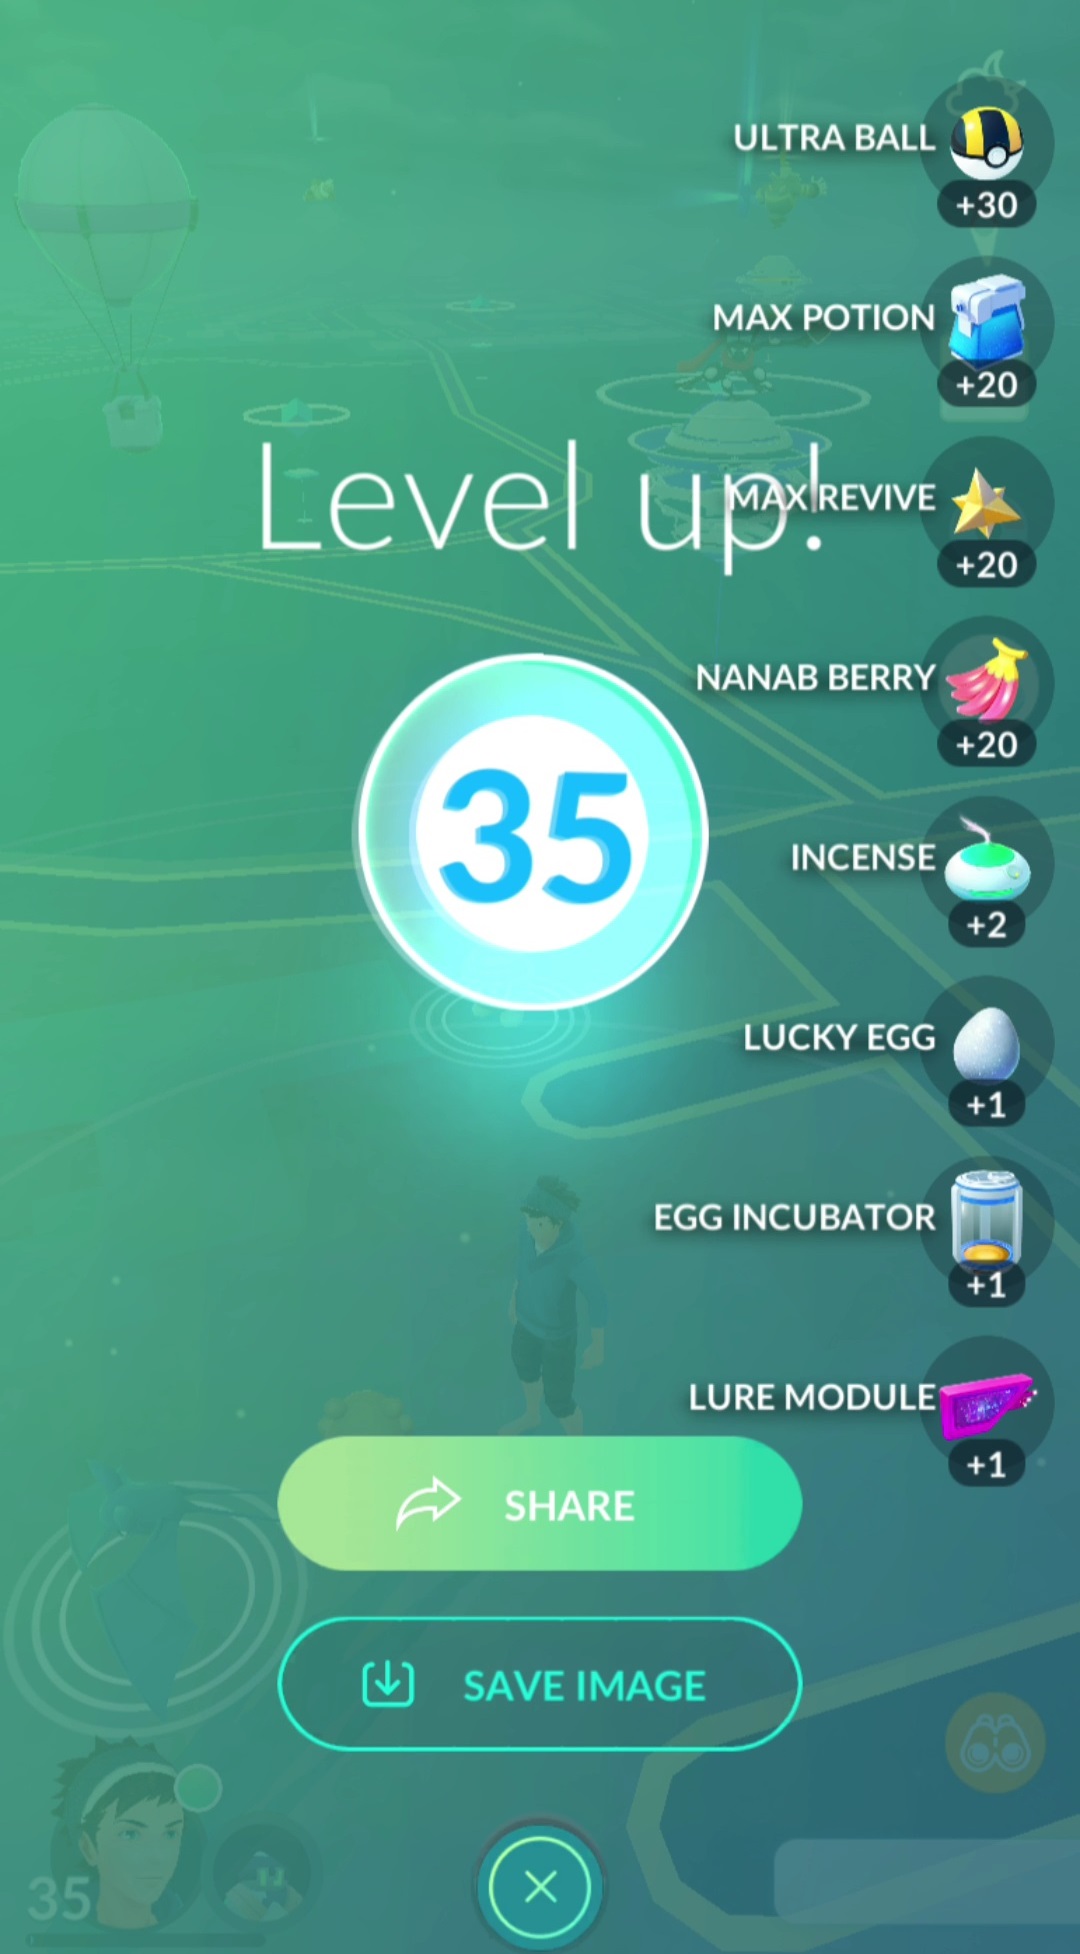 ULTRA BALL
+30
MAX POTION
+20
Level up!
MAX REVIVE
+20
NANAB BERRY
+20
35
INCENSE
+2
LUCKY EGG
+1
EGG INCUBATOR
+1
LURE MODULE
+1
SHARE
SAVE IMAGE
35